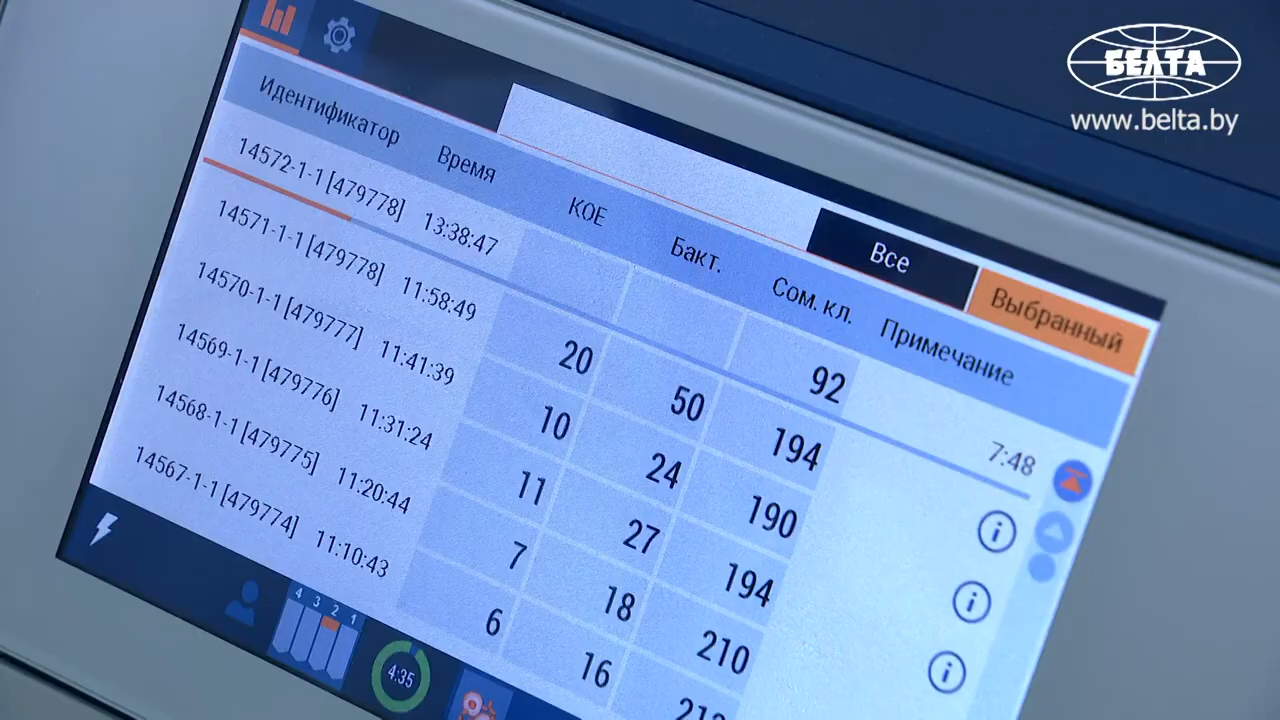 БЕЛТА
www.belta.by
Все
Выбранный
Идентификатор Время КОЕ Бакт. Сом. кл. Примечание
14572-1-1 [479778] 13:38:47 92 7:48
14571-1-1 [479778] 11:58:49 20 50 194
14570-1-1 [479777] 11:41:39 10 24 190
14569-1-1 [479776] 11:31:24 11 27 194
14568-1-1 [479775] 11:20:44 7 18 210
14567-1-1 [479774] 11:10:43 6 16
4 3 2 1
4:35